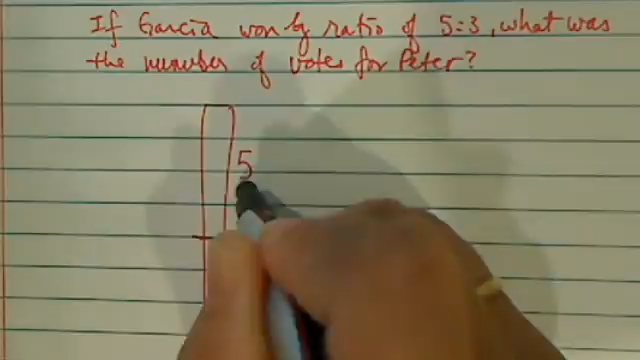 If Garcia won by ratio of 5:3, what was
the number of votes for Peter?
5